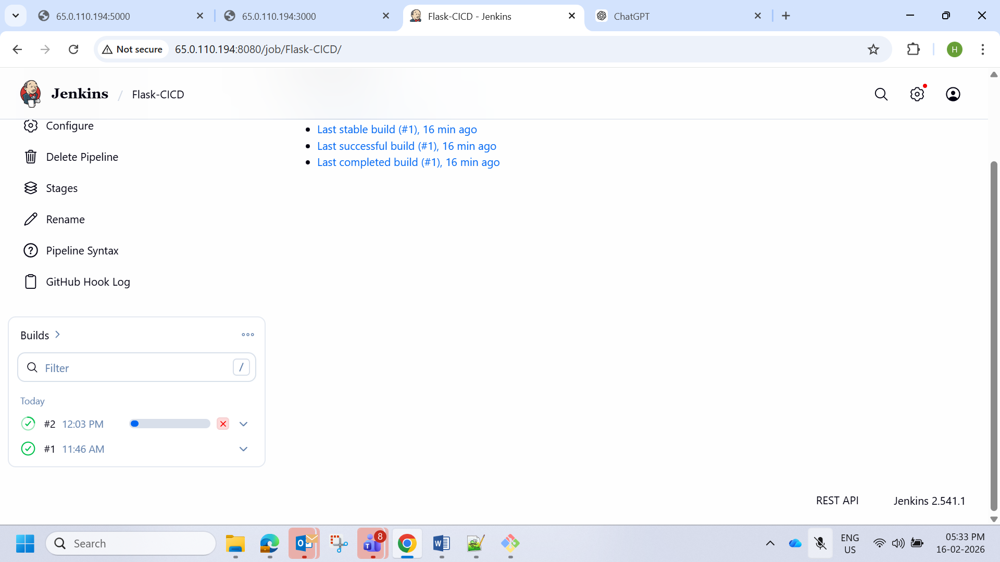 65.0.110.194:5000
65.0.110.194:3000
Flask-CICD - Jenkins
ChatGPT
Not secure
65.0.110.194:8080/job/Flask-CICD/
H
Jenkins / Flask-CICD
Configure
Delete Pipeline
Stages
Rename
Pipeline Syntax
GitHub Hook Log
Last stable build (#1), 16 min ago
Last successful build (#1), 16 min ago
Last completed build (#1), 16 min ago
Builds
Filter
/
Today
#2 12:03 PM
#1 11:46 AM
REST API
Jenkins 2.541.1
Search
8
ENG
US
05:33 PM
16-02-2026